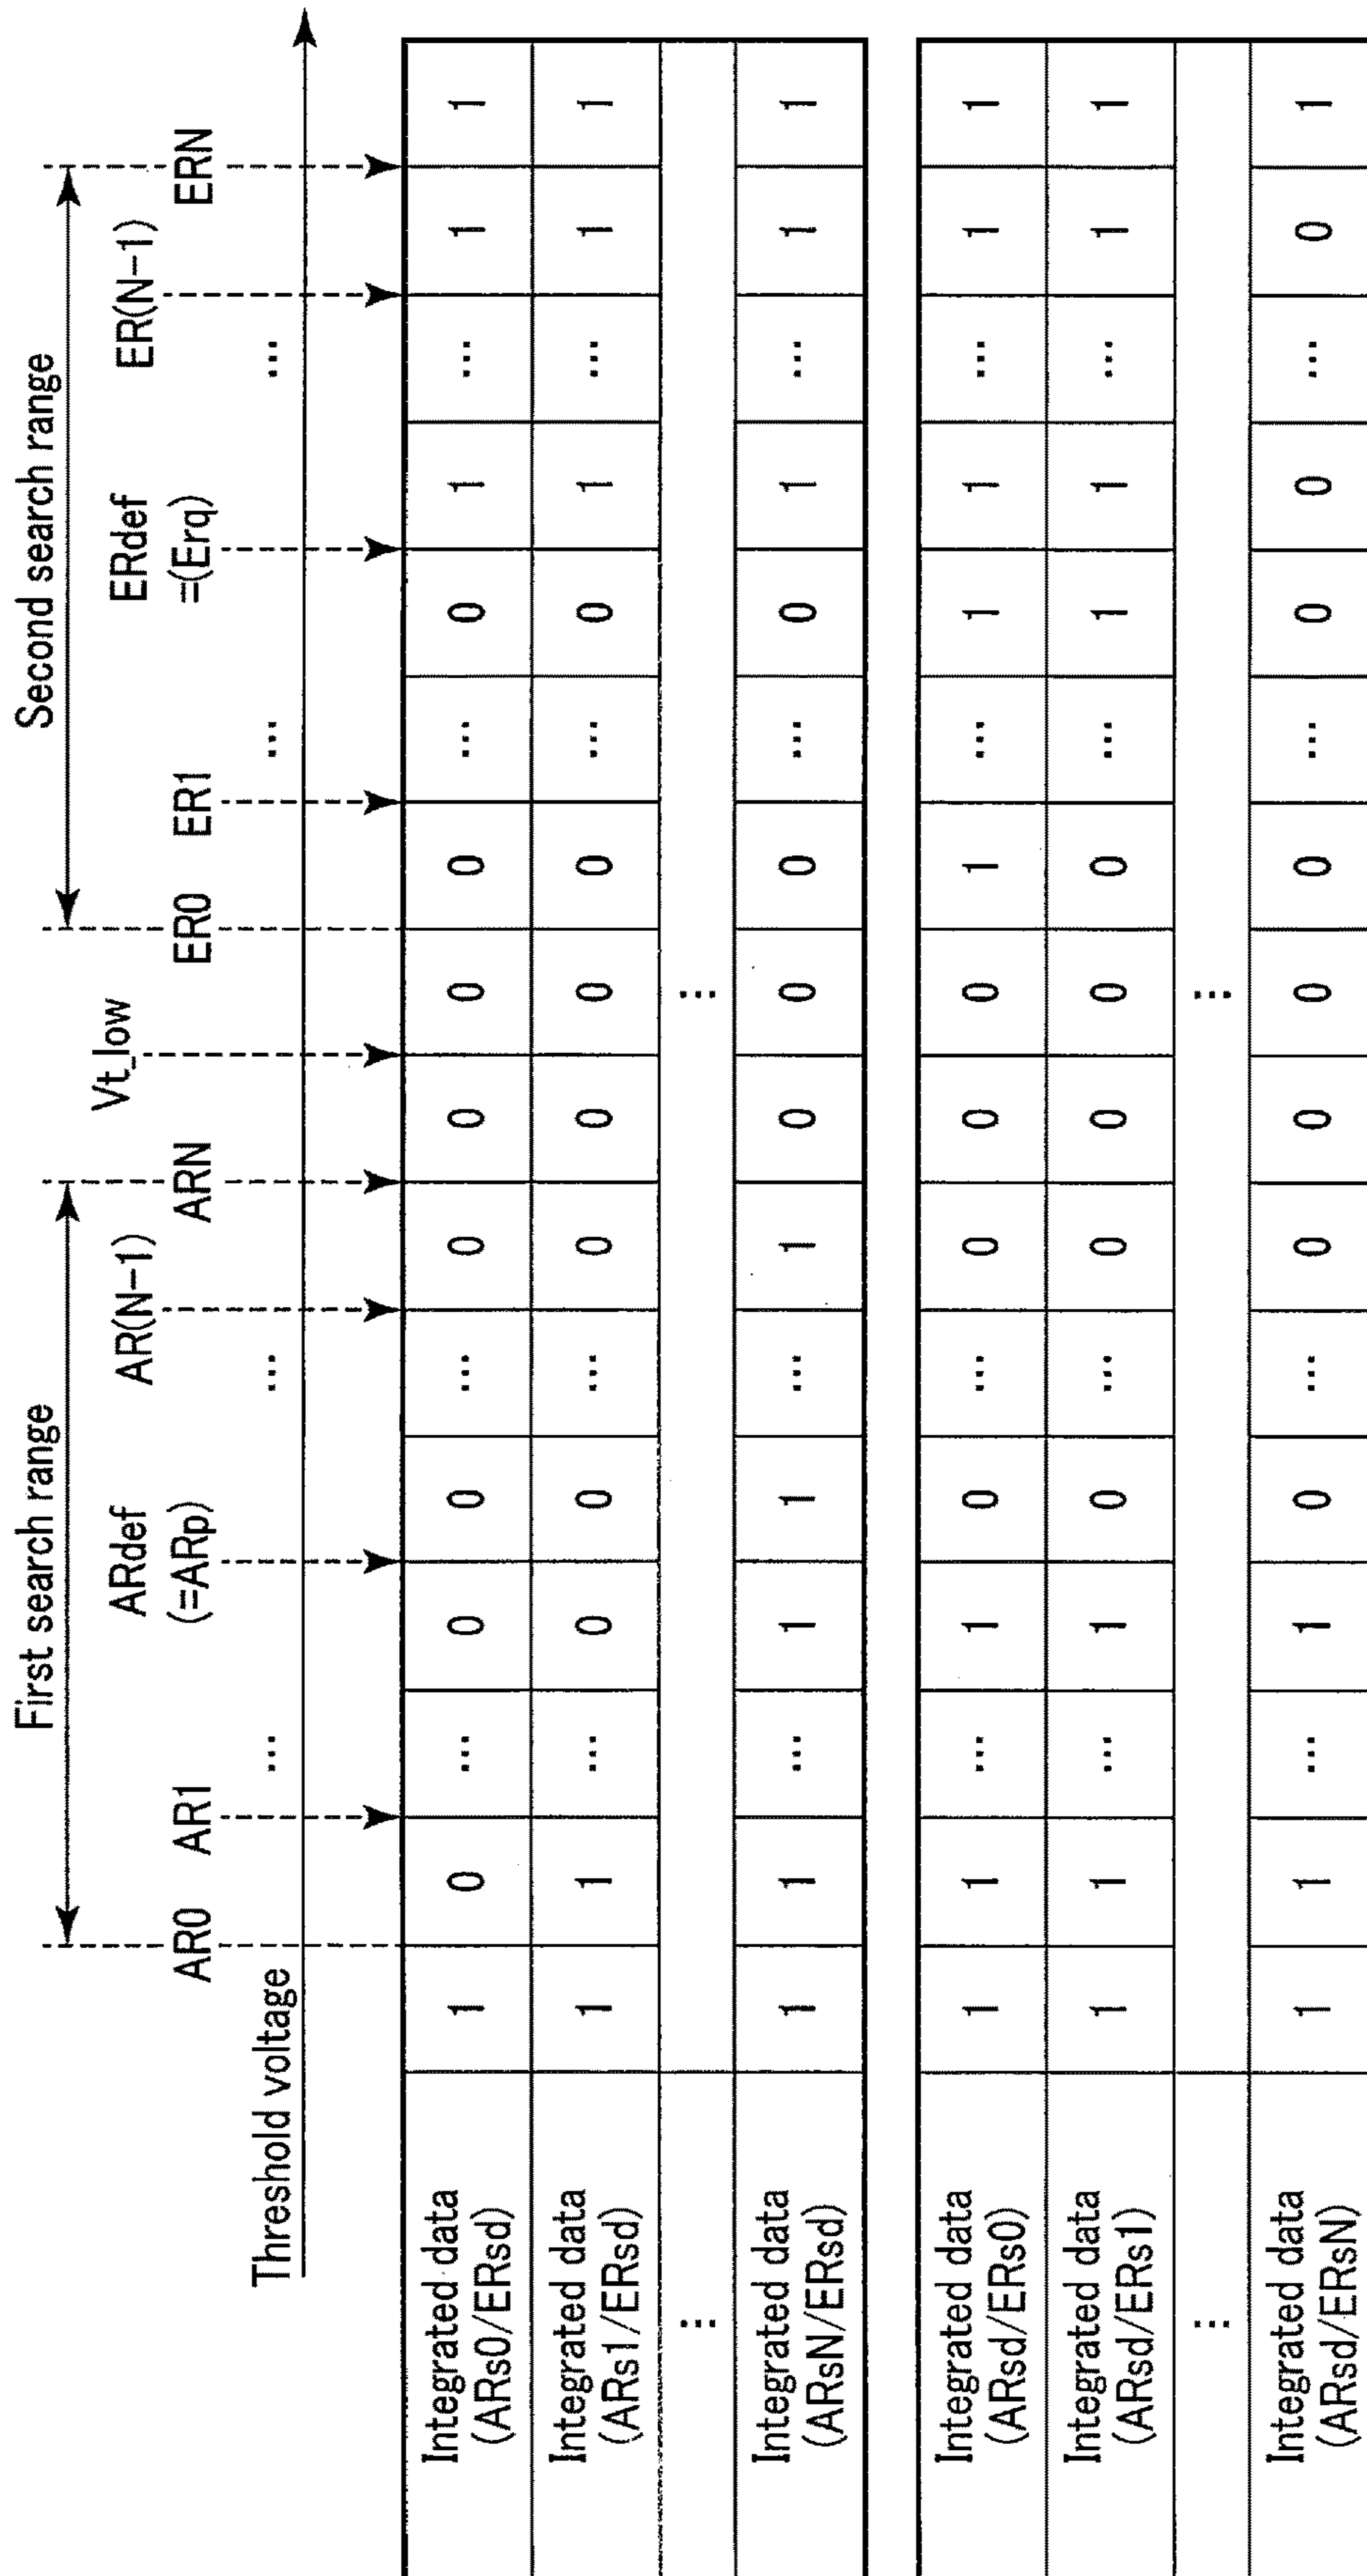 First search range Second search range
ARdef AR(N-1) Vt_low ERdef ER(N-1)
AR0 AR1 (=ARp) ARN ER0 ER1 =(Erq) ERN
Threshold voltage ... ... ... ...
Integrated data
(ARs0/ERsd) 1 0 ... 0 0 ... 0 0 0 0 ... 0 1 ... 1 1
Integrated data
(ARs1/ERsd) 1 1 ... 0 0 ... 0 0 0 0 ... 0 1 ... 1 1
⋮ ⋮
Integrated data
(ARsN/ERsd) 1 1 ... 1 1 ... 1 0 0 0 ... 0 1 ... 1 1
Integrated data
(ARsd/ERs0) 1 1 ... 1 0 ... 0 0 0 1 ... 1 1 ... 1 1
Integrated data
(ARsd/ERs1) 1 1 ... 1 0 ... 0 0 0 0 ... 1 1 ... 1 1
⋮ ⋮
Integrated data
(ARsd/ERsN) 1 1 ... 1 0 ... 0 0 0 0 ... 0 0 ... 0 1